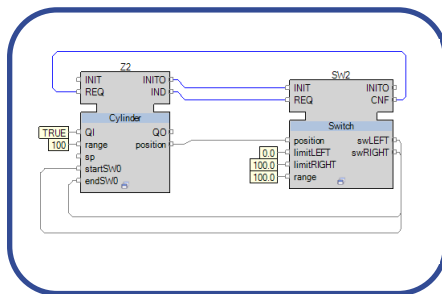 Z2
INIT INITO
REQ IND
Cylinder
TRUE QI QO
100 range position
sp
startSW0
endSW0
SW2
INIT INITO
REQ CNF
Switch
position swLEFT
0.0 limitLEFT swRIGHT
100.0 limitRIGHT
100.0 range